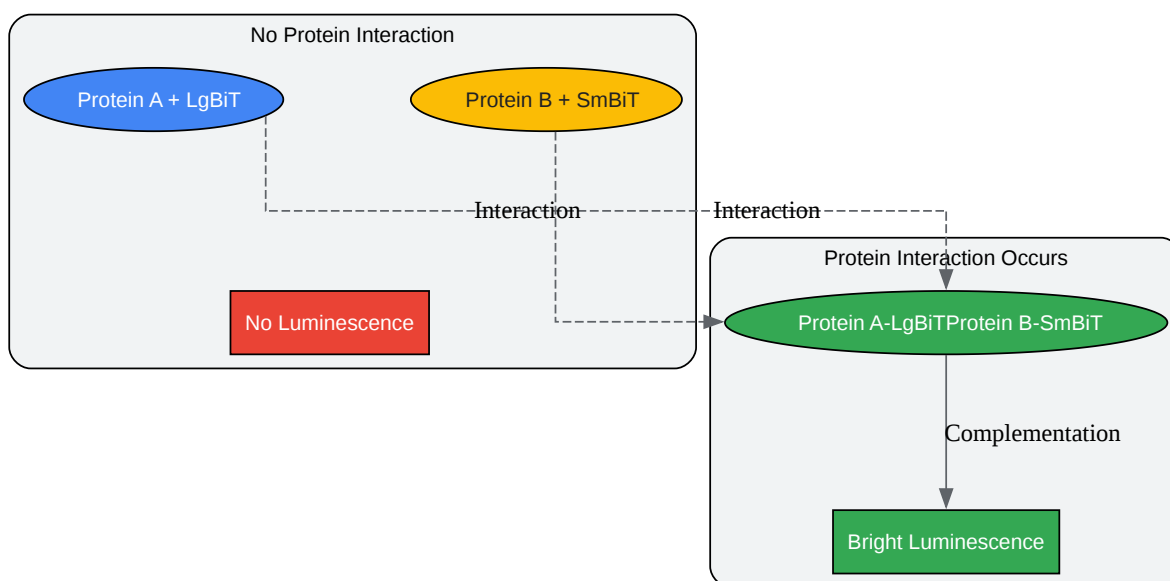 No Protein Interaction
Protein A + LgBiT
Protein B + SmBiT
Interaction
Interaction
No Luminescence
Protein Interaction Occurs
Protein A-LgBiTProtein B-SmBiT
Complementation
Bright Luminescence